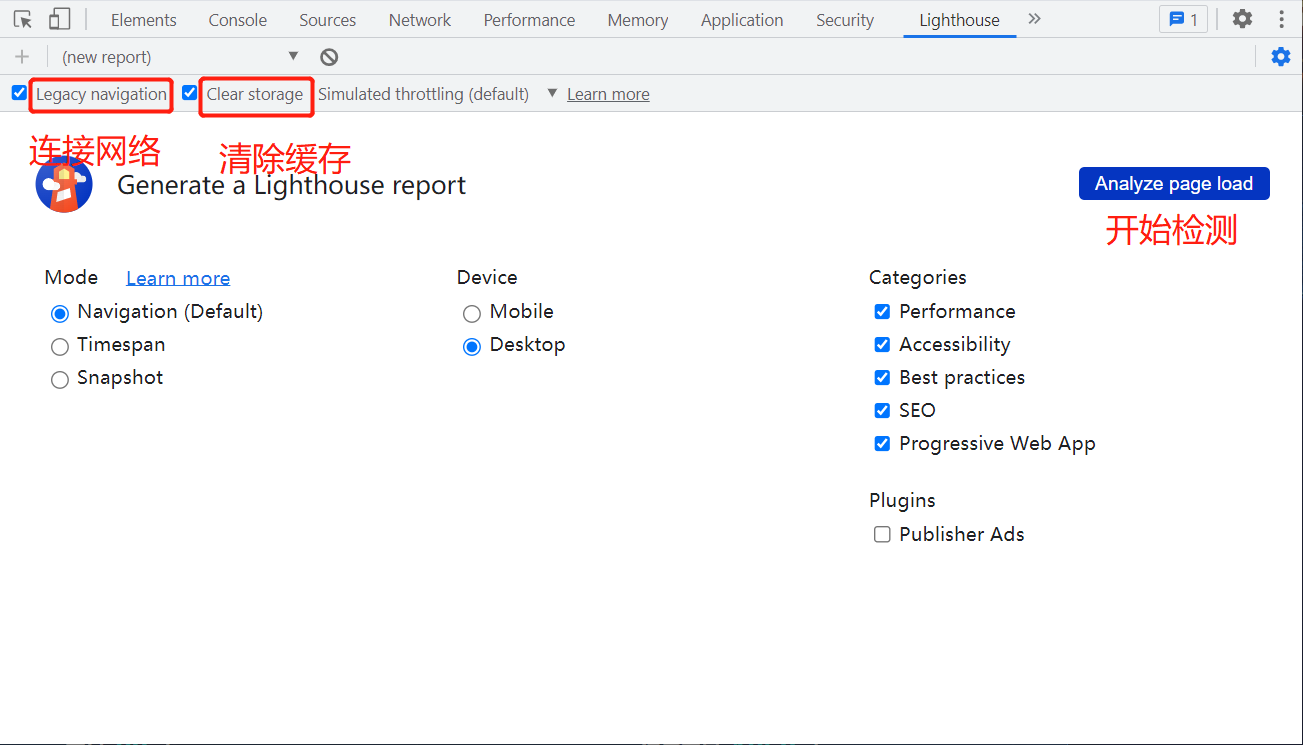 Elements Console Sources Network Performance Memory Application Security Lighthouse 1
(new report)
Legacy navigation Clear storage Simulated throttling (default) Learn more
连接网络 清除缓存
Generate a Lighthouse report Analyze page load
开始检测
Mode Learn more Device Categories
Navigation (Default) Mobile Performance
Timespan Desktop Accessibility
Snapshot Best practices
SEO
Progressive Web App
Plugins
Publisher Ads